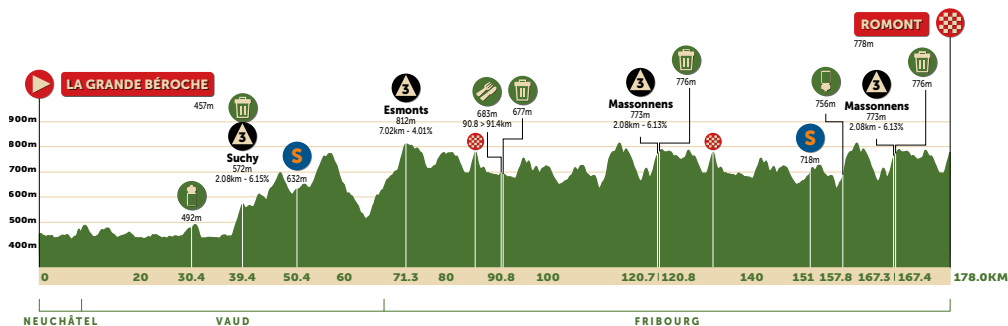 ROMONT
778m
LA GRANDE BÉROCHE
457m
3
Suchy
572m
2.08km - 6.15%
492m
S
632m
3
Esmonts
812m
7.02km - 4.01%
683m
90.8 > 91.4km
677m
3
Massonnens
773m
2.08km - 6.13%
776m
S
718m
756m
3
Massonnens
773m
2.08km - 6.13%
776m
900m
800m
700m
600m
500m
400m
0 20 30.4 39.4 50.4 60 71.3 80 90.8 100 120.7 120.8 140 151 157.8 167.3 167.4 178.0KM
NEUCHÂTEL VAUD FRIBOURG